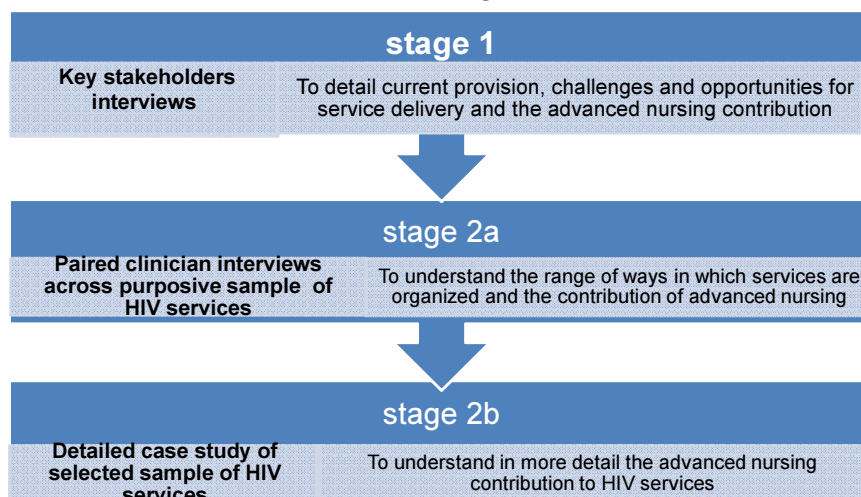 stage 1
Key stakeholders
interviews
To detail current provision, challenges and opportunities for
service delivery and the advanced nursing contribution
stage 2a
Paired clinician interviews
across purposive sample of
HIV services
To understand the range of ways in which services are
organized and the contribution of advanced nursing
stage 2b
Detailed case study of
selected sample of HIV
services
To understand in more detail the advanced nursing
contribution to HIV services